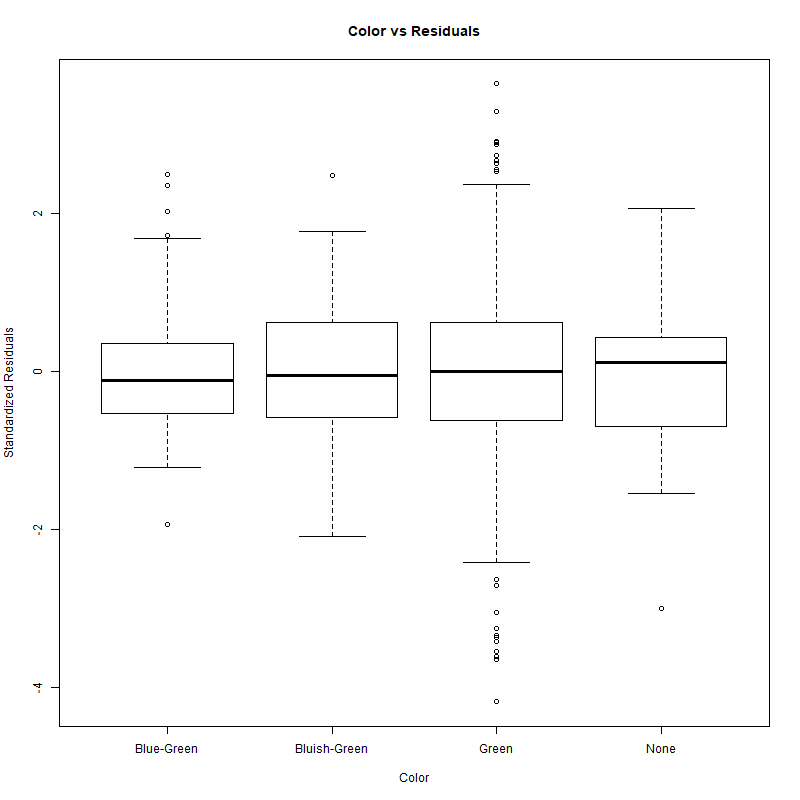 Color vs Residuals
Standardized Residuals
2
0
-2
-4
Blue-Green
Bluish-Green
Green
None
Color